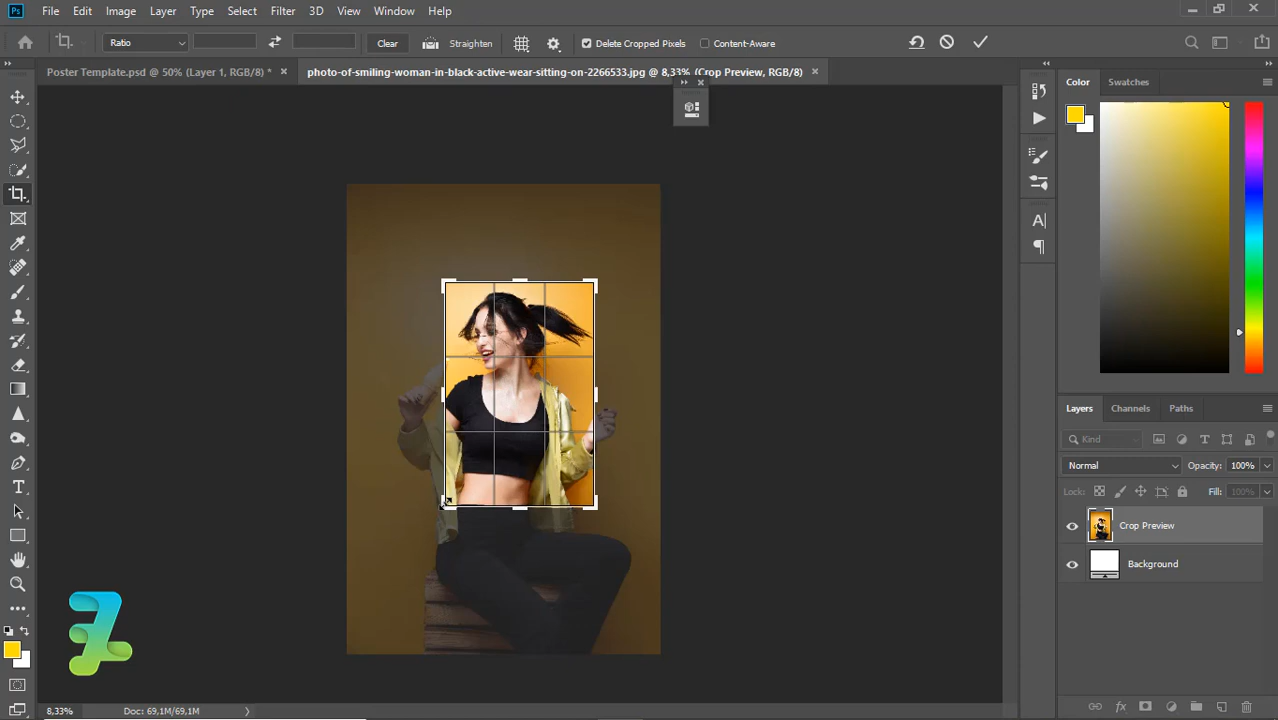 Ps File Edit Image Layer Type Select Filter 3D View Window Help
Ratio Clear Straighten Delete Cropped Pixels Content-Aware
Poster Template.psd @ 50% (Layer 1, RGB/8) * photo-of-smiling-woman-in-black-active-wear-sitting-on-2266533.jpg @ 8,33% (Crop Preview, RGB/8)
Color Swatches
Layers Channels Paths
Kind
Normal Opacity: 100%
Lock: Fill: 100%
Crop Preview
Background
8,33% Doc: 69,1M/69,1M